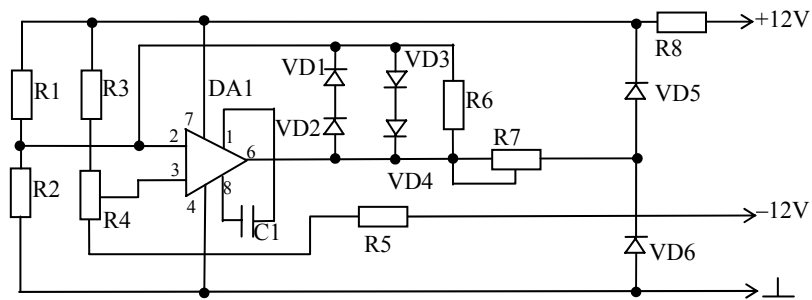 +12V
R8
VD1
VD3
R1
R3
DA1
R6
VD5
7
1
VD2
R7
2
6
3
R2
R4
8
VD4
4
C1
R5
–12V
VD6